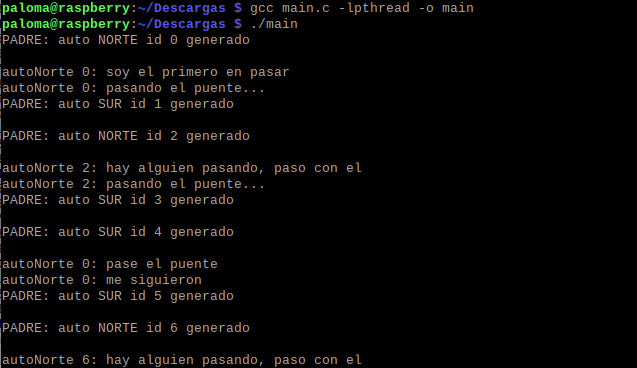 paloma@raspberry:~/Descargas $ gcc main.c -lpthread -o main
paloma@raspberry:~/Descargas $ ./main
PADRE: auto NORTE id 0 generado
autoNorte 0: soy el primero en pasar
autoNorte 0: pasando el puente...
PADRE: auto SUR id 1 generado
PADRE: auto NORTE id 2 generado
autoNorte 2: hay alguien pasando, paso con el
autoNorte 2: pasando el puente...
PADRE: auto SUR id 3 generado
PADRE: auto SUR id 4 generado
autoNorte 0: pase el puente
autoNorte 0: me siguieron
PADRE: auto SUR id 5 generado
PADRE: auto NORTE id 6 generado
autoNorte 6: hay alguien pasando, paso con el